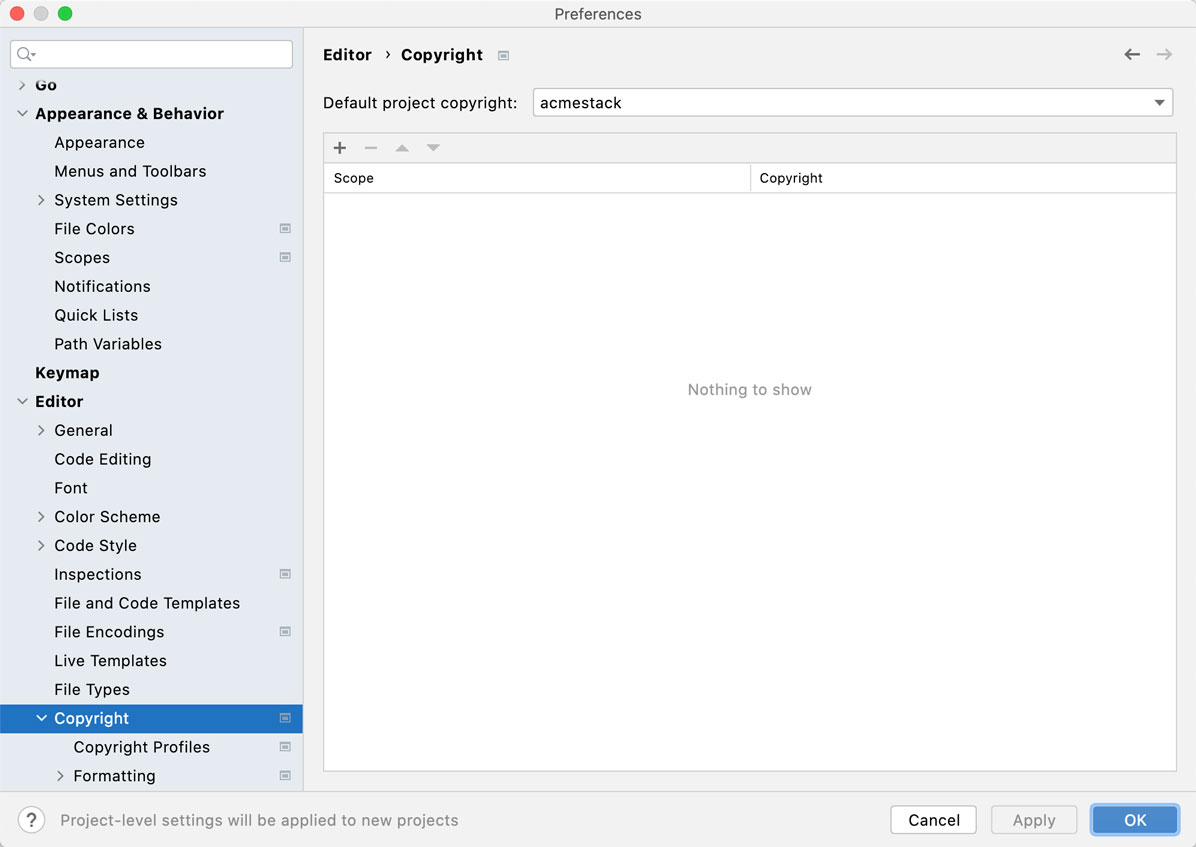 Preferences
Go
Appearance & Behavior
Appearance
Menus and Toolbars
System Settings
File Colors
Scopes
Notifications
Quick Lists
Path Variables
Keymap
Editor
General
Code Editing
Font
Color Scheme
Code Style
Inspections
File and Code Templates
File Encodings
Live Templates
File Types
Copyright
Copyright Profiles
Formatting
Editor › Copyright
Default project copyright: acmestack
Scope Copyright
Nothing to show
? Project-level settings will be applied to new projects
Cancel Apply OK